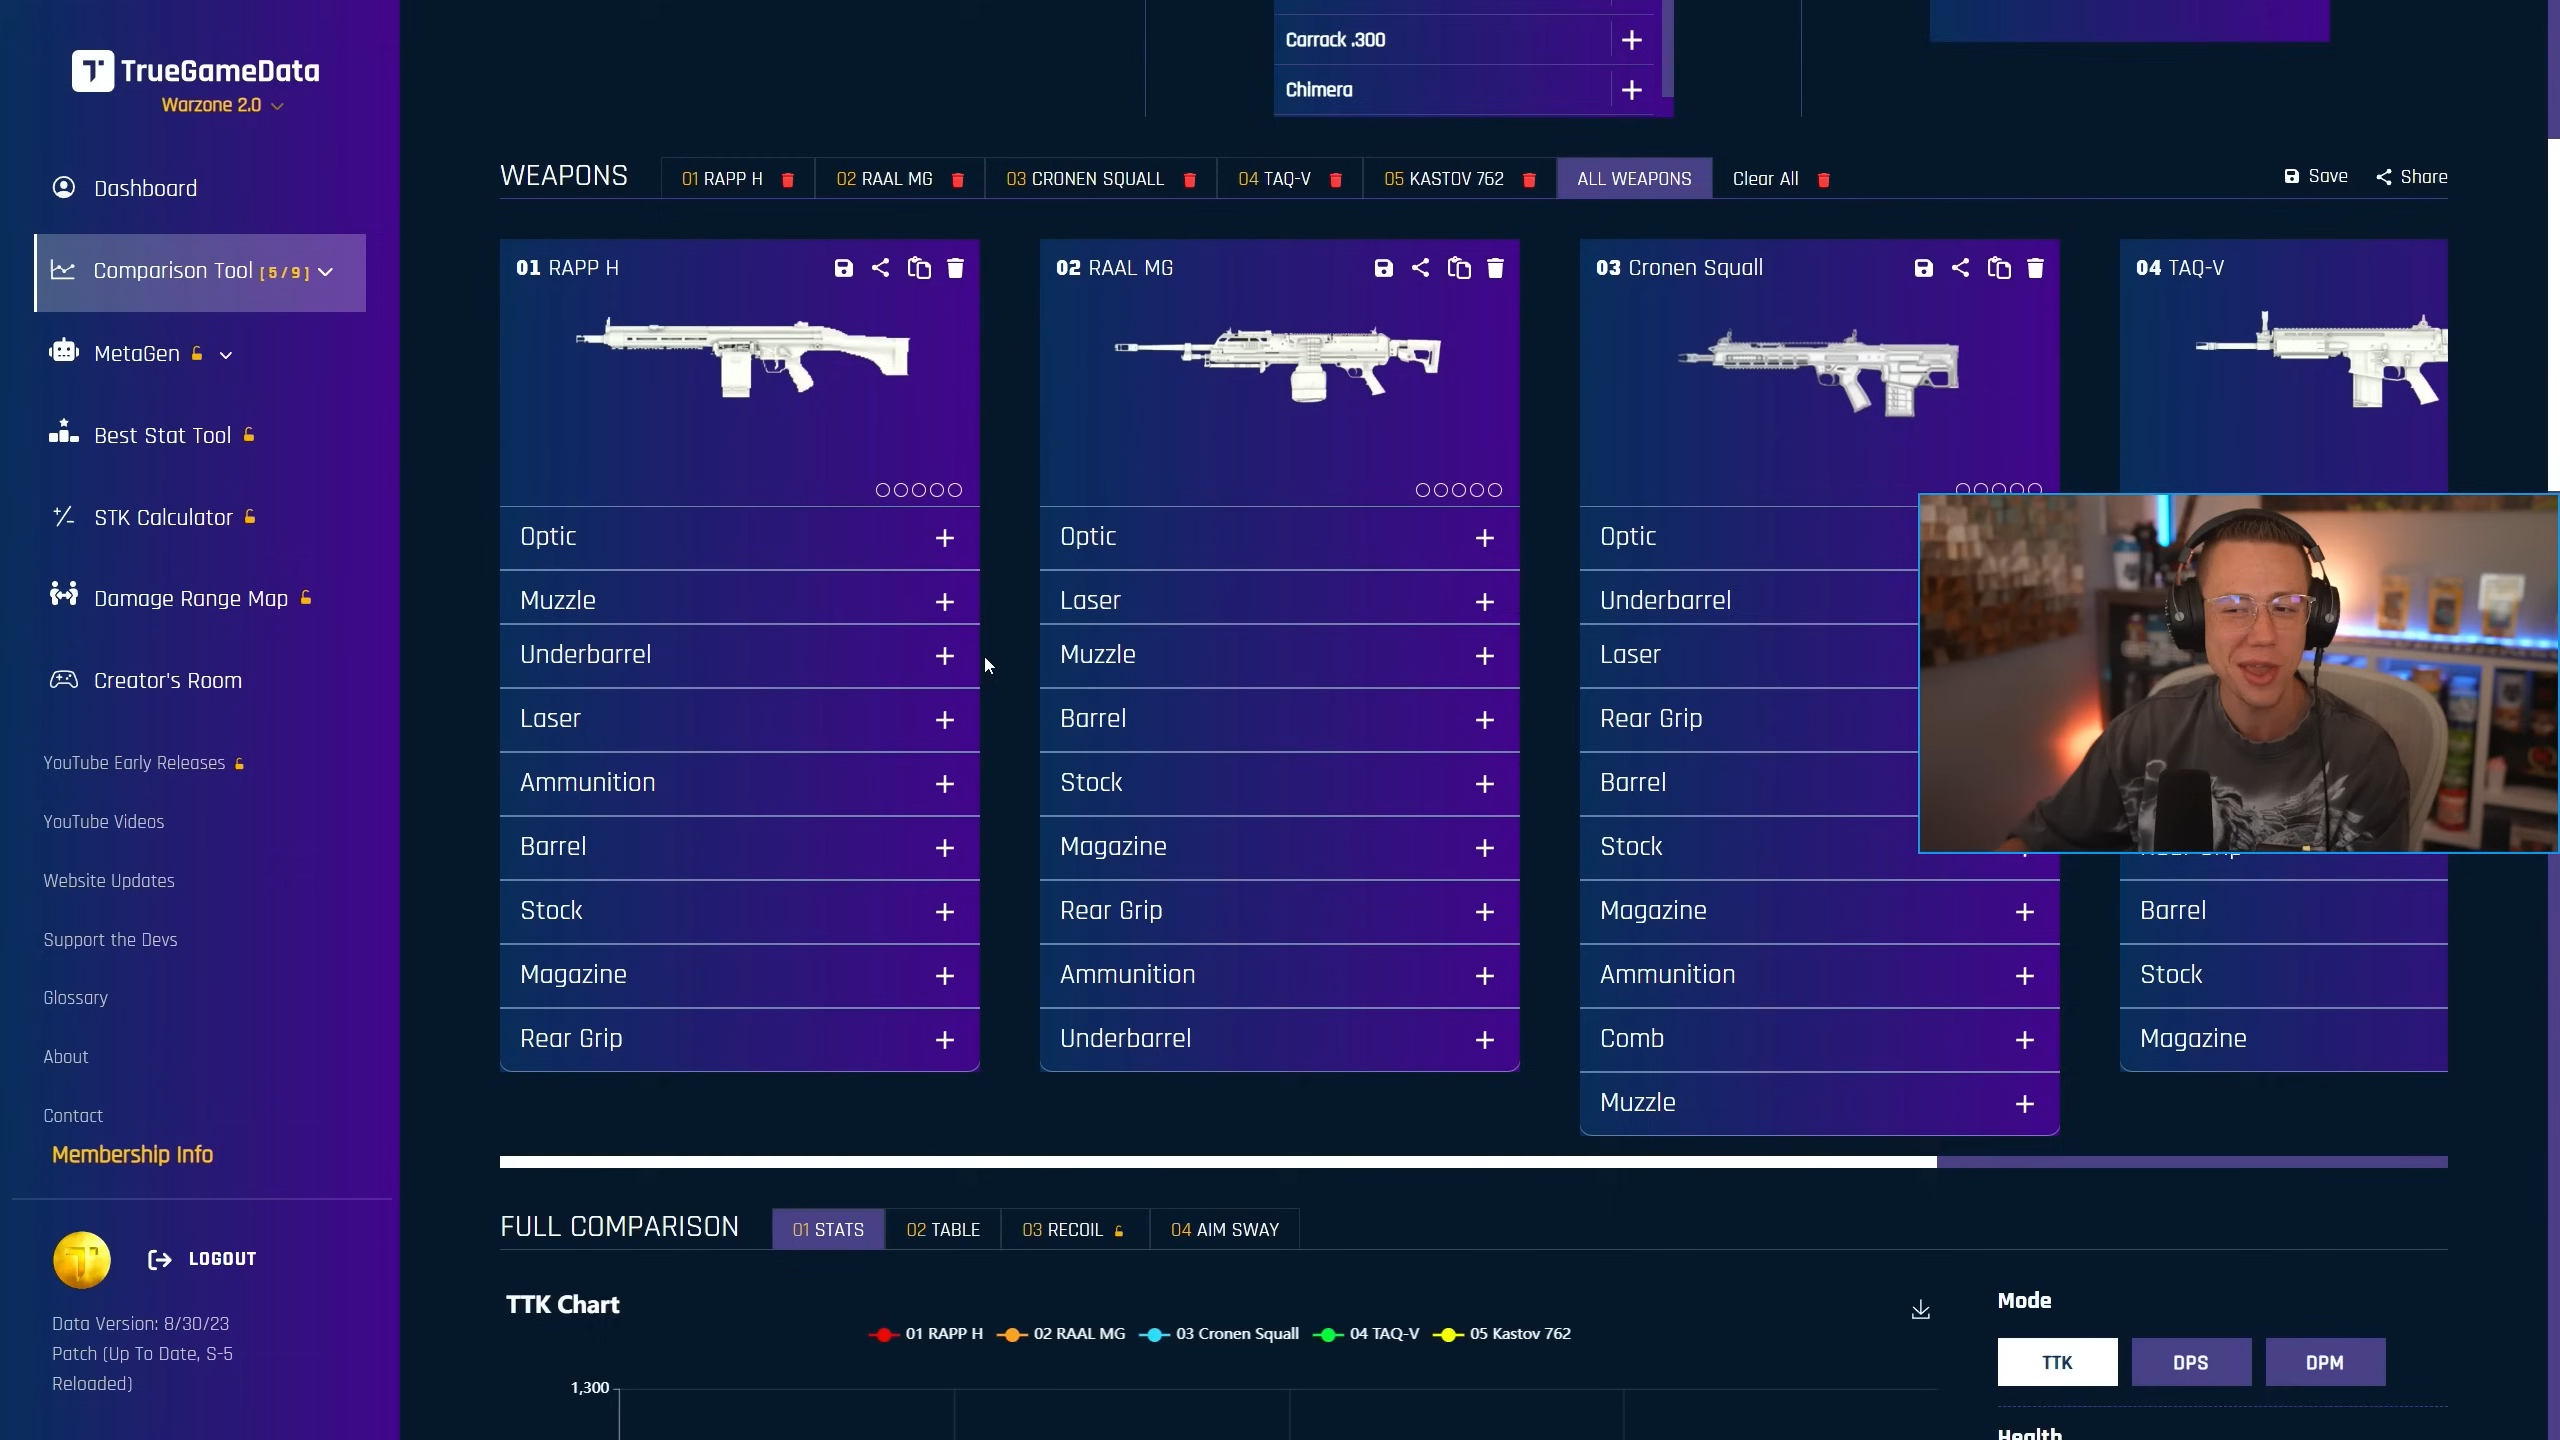 TrueGameData
Warzone 2.0
Dashboard
Comparison Tool [ 5 / 9 ]
MetaGen
Best Stat Tool
STK Calculator
Damage Range Map
Creator's Room
YouTube Early Releases
YouTube Videos
Website Updates
Support the Devs
Glossary
About
Contact
Membership Info
LOGOUT
Data Version: 8/30/23
Patch (Up To Date, S-5
Reloaded)
Carrack .300
Chimera
WEAPONS 01 RAPP H 02 RAAL MG 03 CRONEN SQUALL 04 TAQ-V 05 KASTOV 762 ALL WEAPONS Clear All Save Share
01 RAPP H
Optic
Muzzle
Underbarrel
Laser
Ammunition
Barrel
Stock
Magazine
Rear Grip
02 RAAL MG
Optic
Laser
Muzzle
Barrel
Stock
Magazine
Rear Grip
Ammunition
Underbarrel
03 Cronen Squall
Optic
Underbarrel
Laser
Rear Grip
Barrel
Stock
Magazine
Ammunition
Comb
Muzzle
04 TAQ-V
Barrel
Stock
Magazine
FULL COMPARISON 01 STATS 02 TABLE 03 RECOIL 04 AIM SWAY
TTK Chart
01 RAPP H 02 RAAL MG 03 Cronen Squall 04 TAQ-V 05 Kastov 762
1,300
Mode
TTK DPS DPM
Health